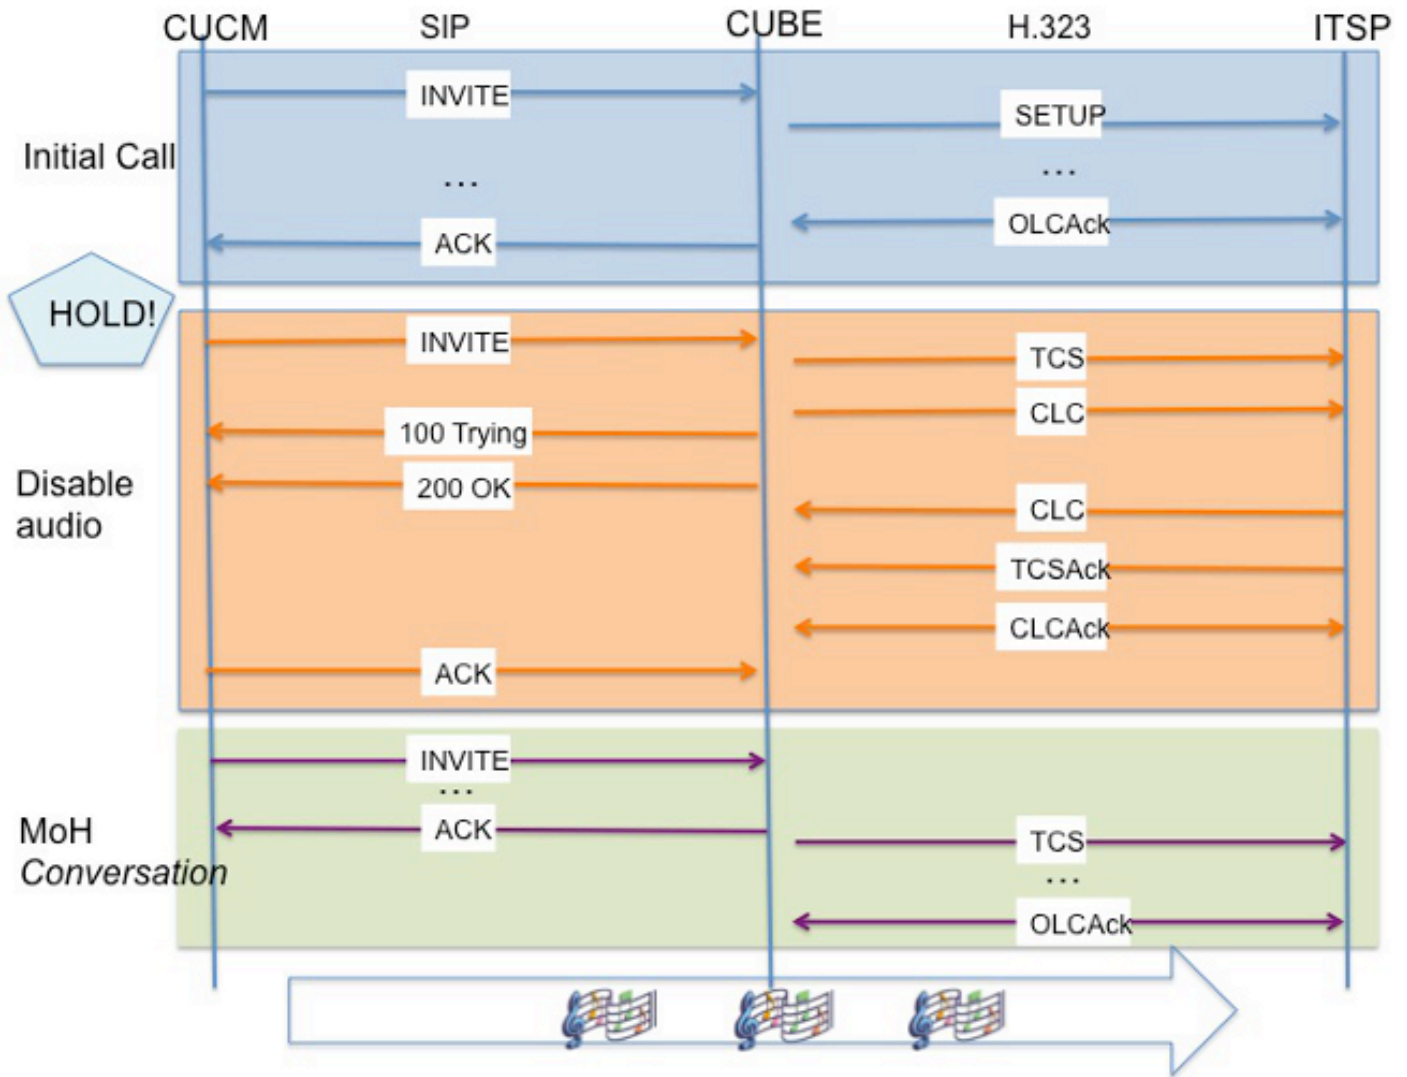 CUCM SIP CUBE H.323 ITSP
INVITE
SETUP
Initial Call
...
...
OLCAck
ACK
HOLD!
INVITE
TCS
CLC
100 Trying
Disable
audio
200 OK
CLC
TCSAck
CLCAck
ACK
INVITE
...
MoH
Conversation
ACK
TCS
...
OLCAck